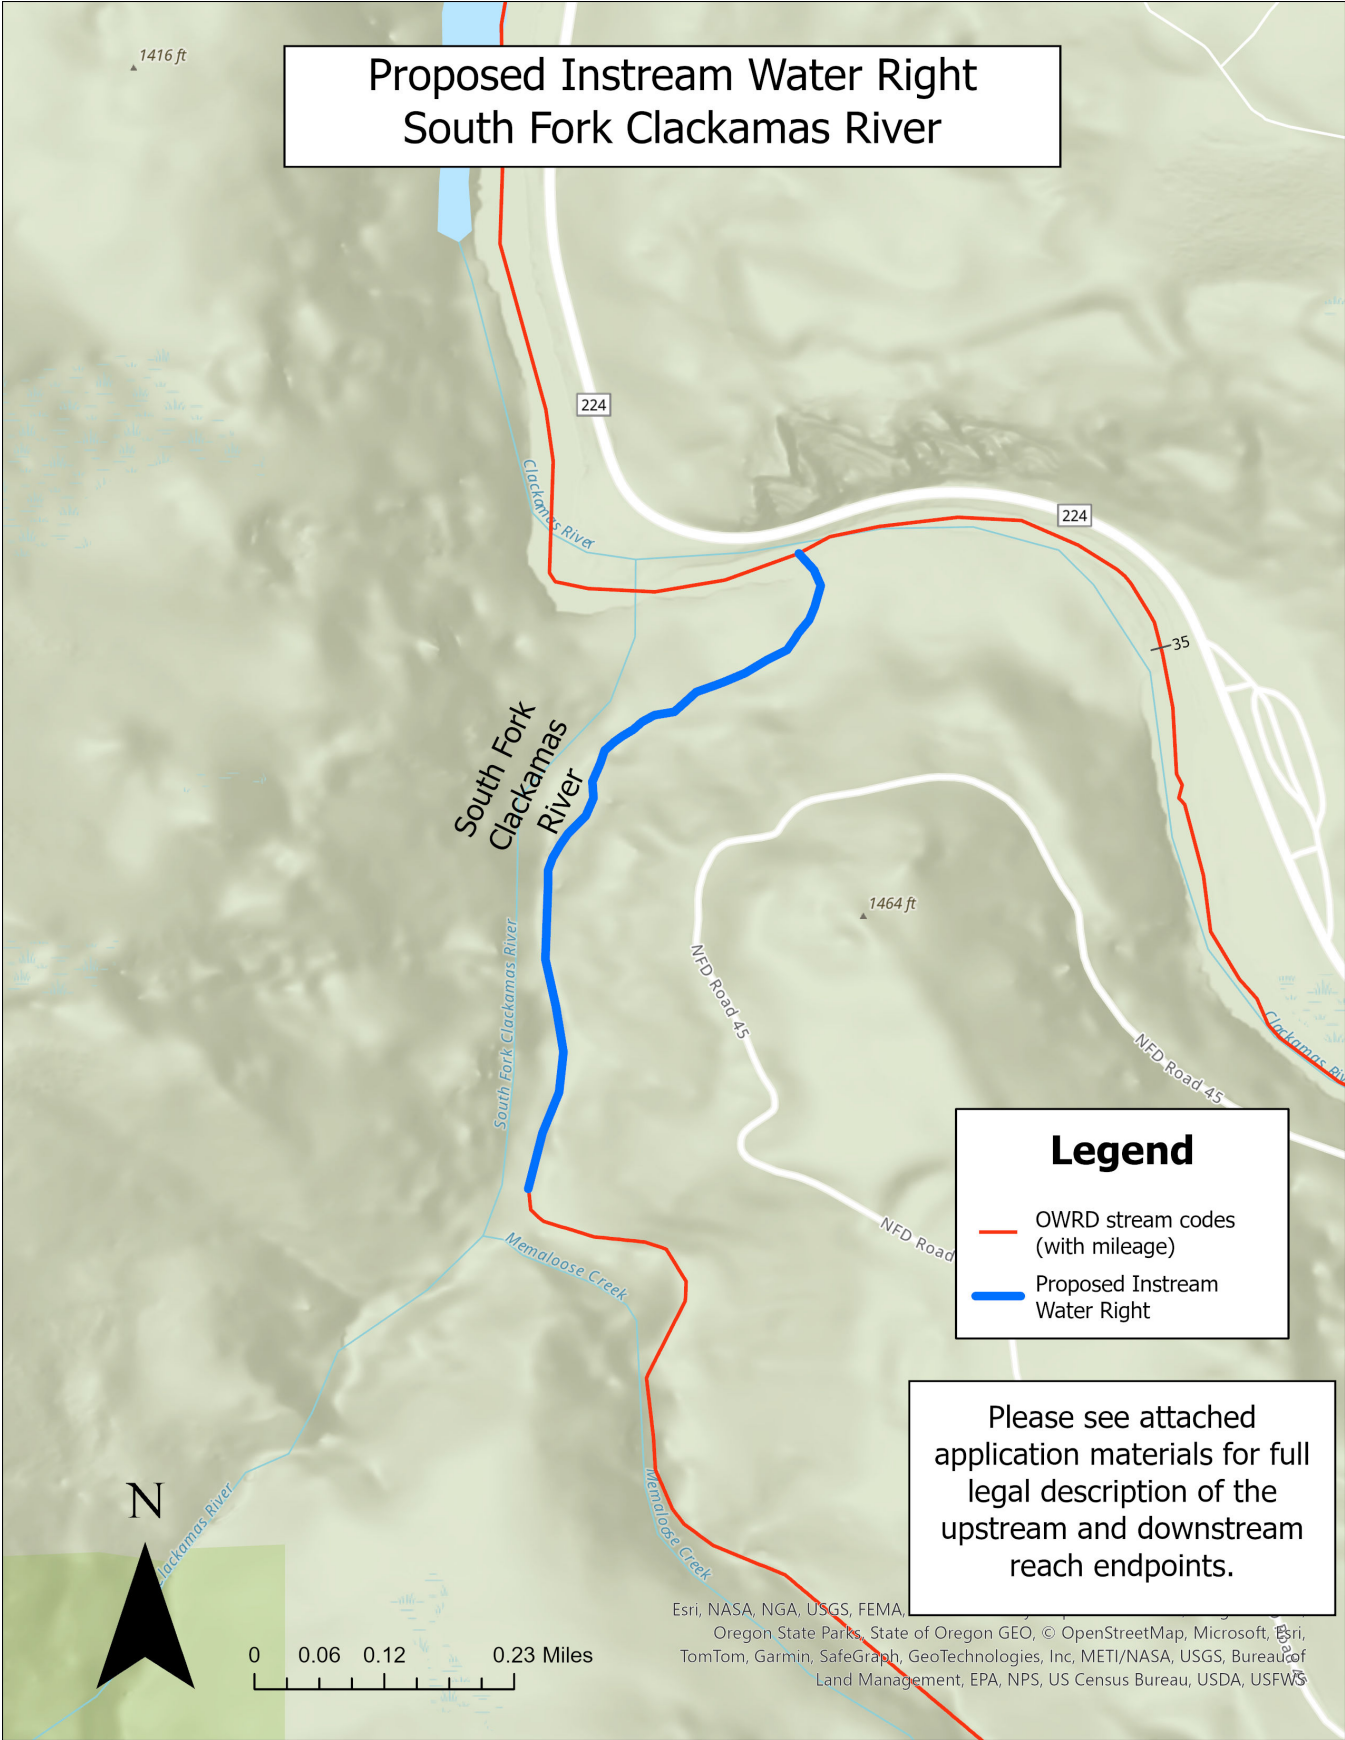 1416 ft
Proposed Instream Water Right
South Fork Clackamas River
224
Clackamas River
224
35
South Fork
Clackamas
River
1464 ft
South Fork Clackamas River
NFD Road 45
NFD Road 45
Clackamas Riv
Memaloose Creek
NFD Road
Legend
OWRD stream codes
(with mileage)
Proposed Instream
Water Right
Please see attached
application materials for full
legal description of the
upstream and downstream
reach endpoints.
Memaloose Creek
Clackamas River
N
0 0.06 0.12 0.23 Miles
Esri, NASA, NGA, USGS, FEMA,
Oregon State Parks, State of Oregon GEO, © OpenStreetMap, Microsoft, Esri,
TomTom, Garmin, SafeGraph, GeoTechnologies, Inc, METI/NASA, USGS, Bureau of
Land Management, EPA, NPS, US Census Bureau, USDA, USFWS